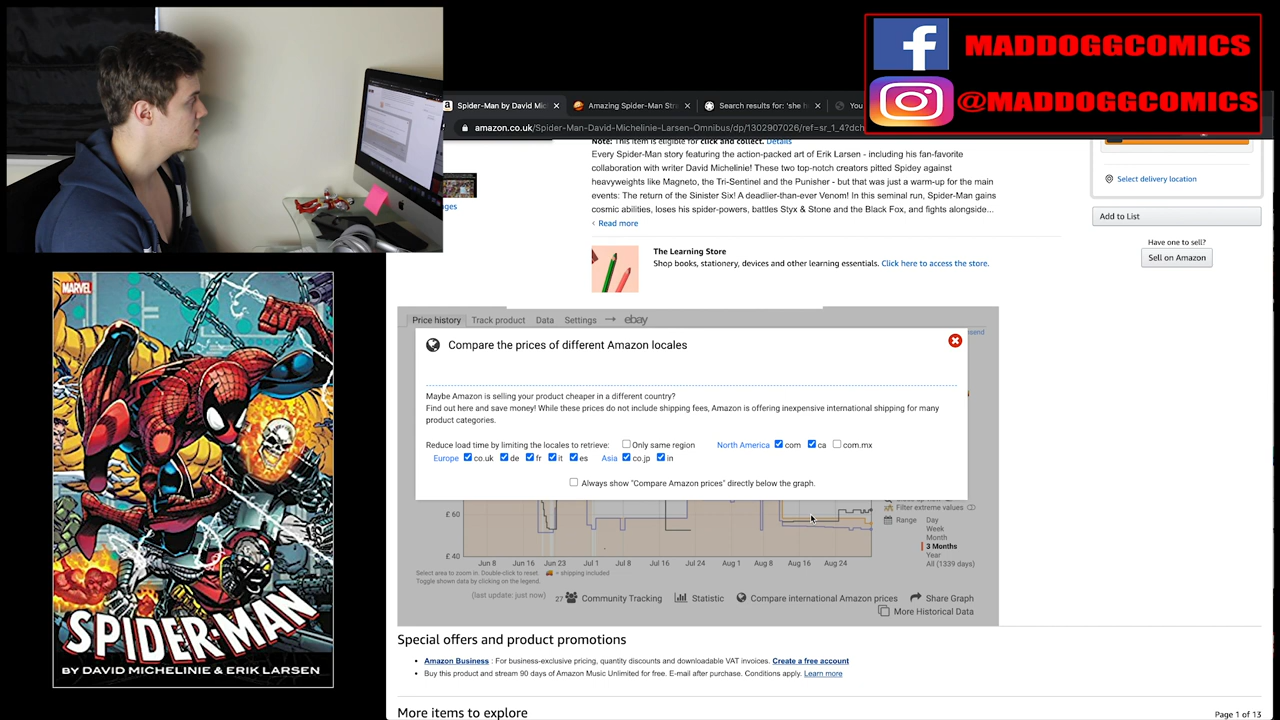 MADDOGGCOMICS
@MADDOGGCOMICS
Spider-Man by David Mic
Amazing Spider-Man Stra
Search results for: 'she h
You
amazon.co.uk/Spider-Man-David-Michelinie-Larsen-Omnibus/dp/1302907026/ref=sr_1_4?dch
Note: This item is eligible for click and collect. Details
Every Spider-Man story featuring the action-packed art of Erik Larsen - including his fan-favorite
collaboration with writer David Michelinie! These two top-notch creators pitted Spidey against
heavyweights like Magneto, the Tri-Sentinel and the Punisher - but that was just a warm-up for the main
events: The return of the Sinister Six! A deadlier-than-ever Venom! In this seminal run, Spider-Man gains
cosmic abilities, loses his spider-powers, battles Styx & Stone and the Black Fox, and fights alongside...
Read more
ges
Select delivery location
Add to List
Have one to sell?
Sell on Amazon
The Learning Store
Shop books, stationery, devices and other learning essentials. Click here to access the store.
Price history Track product Data Settings → ebay
Compare the prices of different Amazon locales
Maybe Amazon is selling your product cheaper in a different country?
Find out here and save money! While these prices do not include shipping fees, Amazon is offering inexpensive international shipping for many
product categories.
Reduce load time by limiting the locales to retrieve: Only same region North America com ca com.mx
Europe co.uk de fr it es Asia co.jp in
Always show "Compare Amazon prices" directly below the graph.
£ 60
£ 40
Jun 8 Jun 16 Jun 23 Jul 1 Jul 8 Jul 16 Jul 24 Aug 1 Aug 8 Aug 16 Aug 24
Filter extreme values
Range Day
Week
Month
3 Months
Year
All (1339 days)
Select area to zoom in. Double-click to reset. = shipping included
Toggle shown data by clicking on the legend.
(last update: just now) 27 Community Tracking Statistic Compare international Amazon prices Share Graph
More Historical Data
Special offers and product promotions
Amazon Business : For business-exclusive pricing, quantity discounts and downloadable VAT invoices. Create a free account
Buy this product and stream 90 days of Amazon Music Unlimited for free. E-mail after purchase. Conditions apply. Learn more
More items to explore
Page 1 of 13
MARVEL
SPIDER-MAN
BY DAVID MICHELINIE & ERIK LARSEN